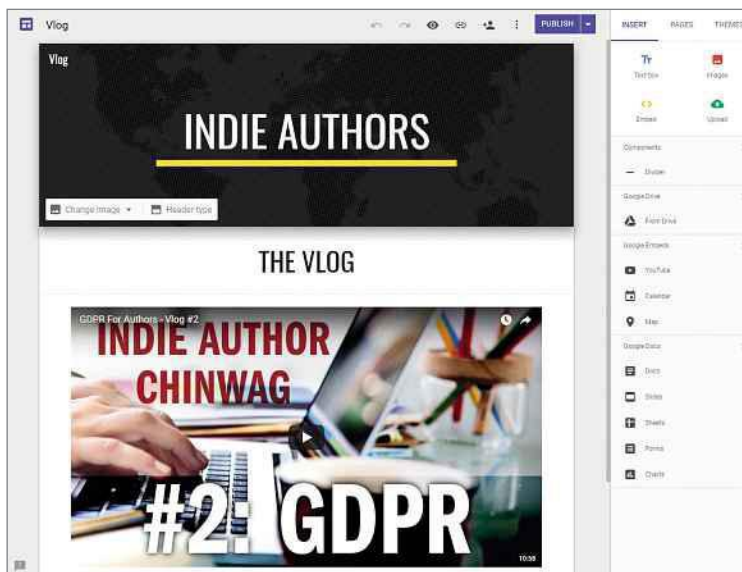 Vlog
PUBLISH
INSERT PAGES THEMES
Vlog
INDIE AUTHORS
Change image
Header type
THE VLOG
GDPR For Authors - Vlog #2
INDIE AUTHOR
CHINWAG
#2: GDPR
10:58
Text box
Images
Embed
Upload
Components
Divider
Google Drive
From Drive
Google Embeds
YouTube
Calendar
Map
Google Docs
Docs
Slides
Sheets
Forms
Charts